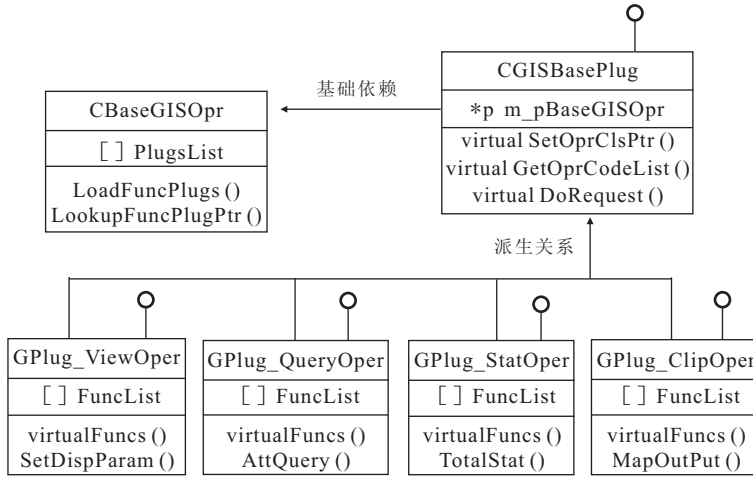 CGISBasePlug
*p m_pBaseGISOpr
virtual SetOprClsPtr ()
virtual GetOprCodeList ()
virtual DoRequest ()
基础依赖
CBaseGISOpr
[ ] PlugsList
LoadFuncPlugs ()
LookupFuncPlugPtr ()
派生关系
GPlug_ViewOper
[ ] FuncList
virtualFuncs ()
SetDispParam ()
GPlug_QueryOper
[ ] FuncList
virtualFuncs ()
AttQuery ()
GPlug_StatOper
[ ] FuncList
virtualFuncs ()
TotalStat ()
GPlug_ClipOper
[ ] FuncList
virtualFuncs ()
MapOutPut ()